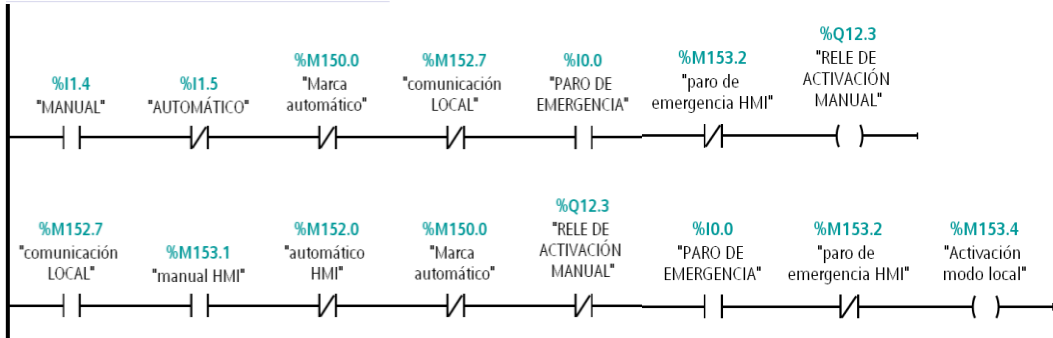 %I1.4
"MANUAL"
%I1.5
"AUTOMÁTICO"
%M150.0
"Marca
automático"
%M152.7
"comunicación
LOCAL"
%I0.0
"PARO DE
EMERGENCIA"
%M153.2
"paro de
emergencia HMI"
%Q12.3
"RELE DE
ACTIVACIÓN
MANUAL"
%M152.7
"comunicación
LOCAL"
%M153.1
"manual HMI"
%M152.0
"automático
HMI"
%M150.0
"Marca
automático"
%Q12.3
"RELE DE
ACTIVACIÓN
MANUAL"
%I0.0
"PARO DE
EMERGENCIA"
%M153.2
"paro de
emergencia HMI"
%M153.4
"Activación
modo local"